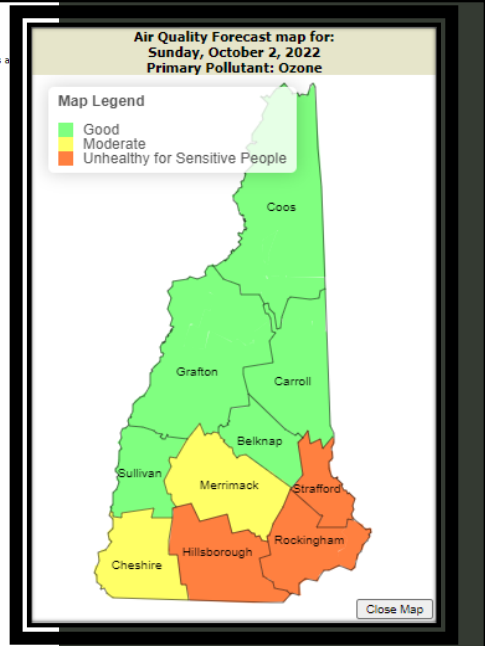 Air Quality Forecast map for:
Sunday, October 2, 2022
Primary Pollutant: Ozone
Map Legend
Good
Moderate
Unhealthy for Sensitive People
Coos
Grafton
Carroll
Belknap
Sullivan
Merrimack
Strafford
Rockingham
Hillsborough
Cheshire
Close Map